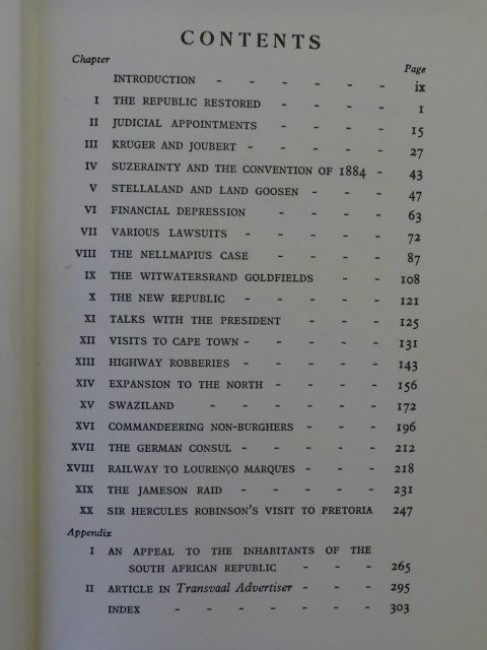 CONTENTS
Chapter
Page
INTRODUCTION - - - - - - ix
I THE REPUBLIC RESTORED - - - - 1
II JUDICIAL APPOINTMENTS - - - - 15
III KRUGER AND JOUBERT - - - - - 27
IV SUZERAINTY AND THE CONVENTION OF 1884 - 43
V STELLALAND AND LAND GOOSEN - - - 47
VI FINANCIAL DEPRESSION - - - - 63
VII VARIOUS LAWSUITS - - - - - 72
VIII THE NELLMAPIUS CASE - - - - 87
IX THE WITWATERSRAND GOLDFIELDS - - 108
X THE NEW REPUBLIC - - - - - 121
XI TALKS WITH THE PRESIDENT - - - 125
XII VISITS TO CAPE TOWN - - - - - 131
XIII HIGHWAY ROBBERIES - - - - - 143
XIV EXPANSION TO THE NORTH - - - - 156
XV SWAZILAND - - - - - - 172
XVI COMMANDEERING NON-BURGHERS - - - 196
XVII THE GERMAN CONSUL - - - - - 212
XVIII RAILWAY TO LOURENÇO MARQUES - - - 218
XIX THE JAMESON RAID - - - - - 231
XX SIR HERCULES ROBINSON'S VISIT TO PRETORIA 247
Appendix
I AN APPEAL TO THE INHABITANTS OF THE
SOUTH AFRICAN REPUBLIC - - - 265
II ARTICLE IN Transvaal Advertiser - - - 295
INDEX - - - - - - - 303